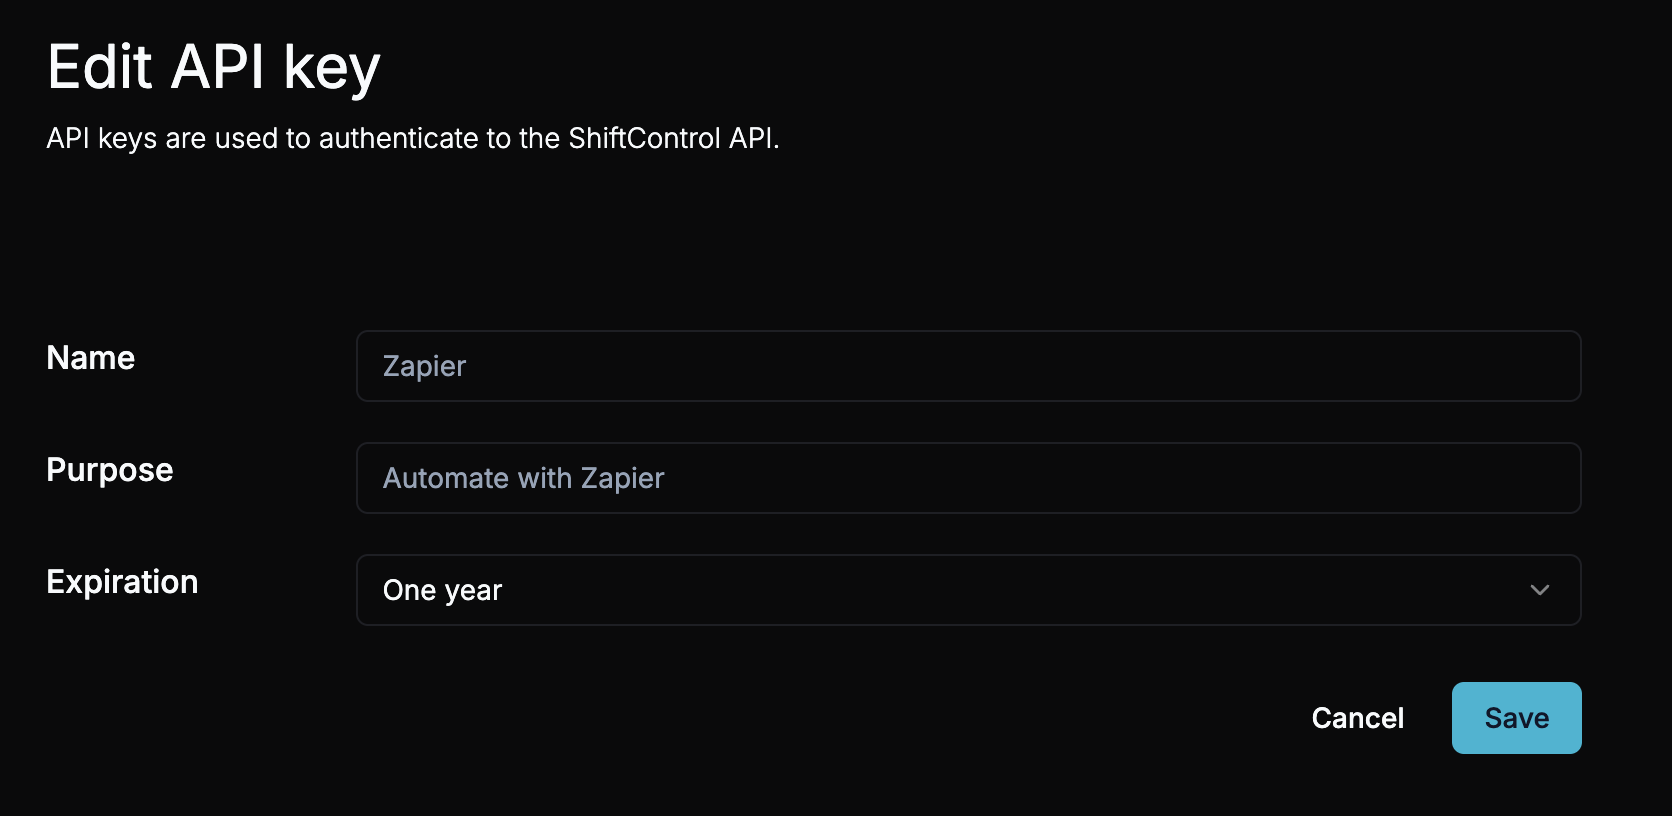 Edit API key
API keys are used to authenticate to the ShiftControl API.
Name
Zapier
Purpose
Automate with Zapier
Expiration
One year
Cancel
Save